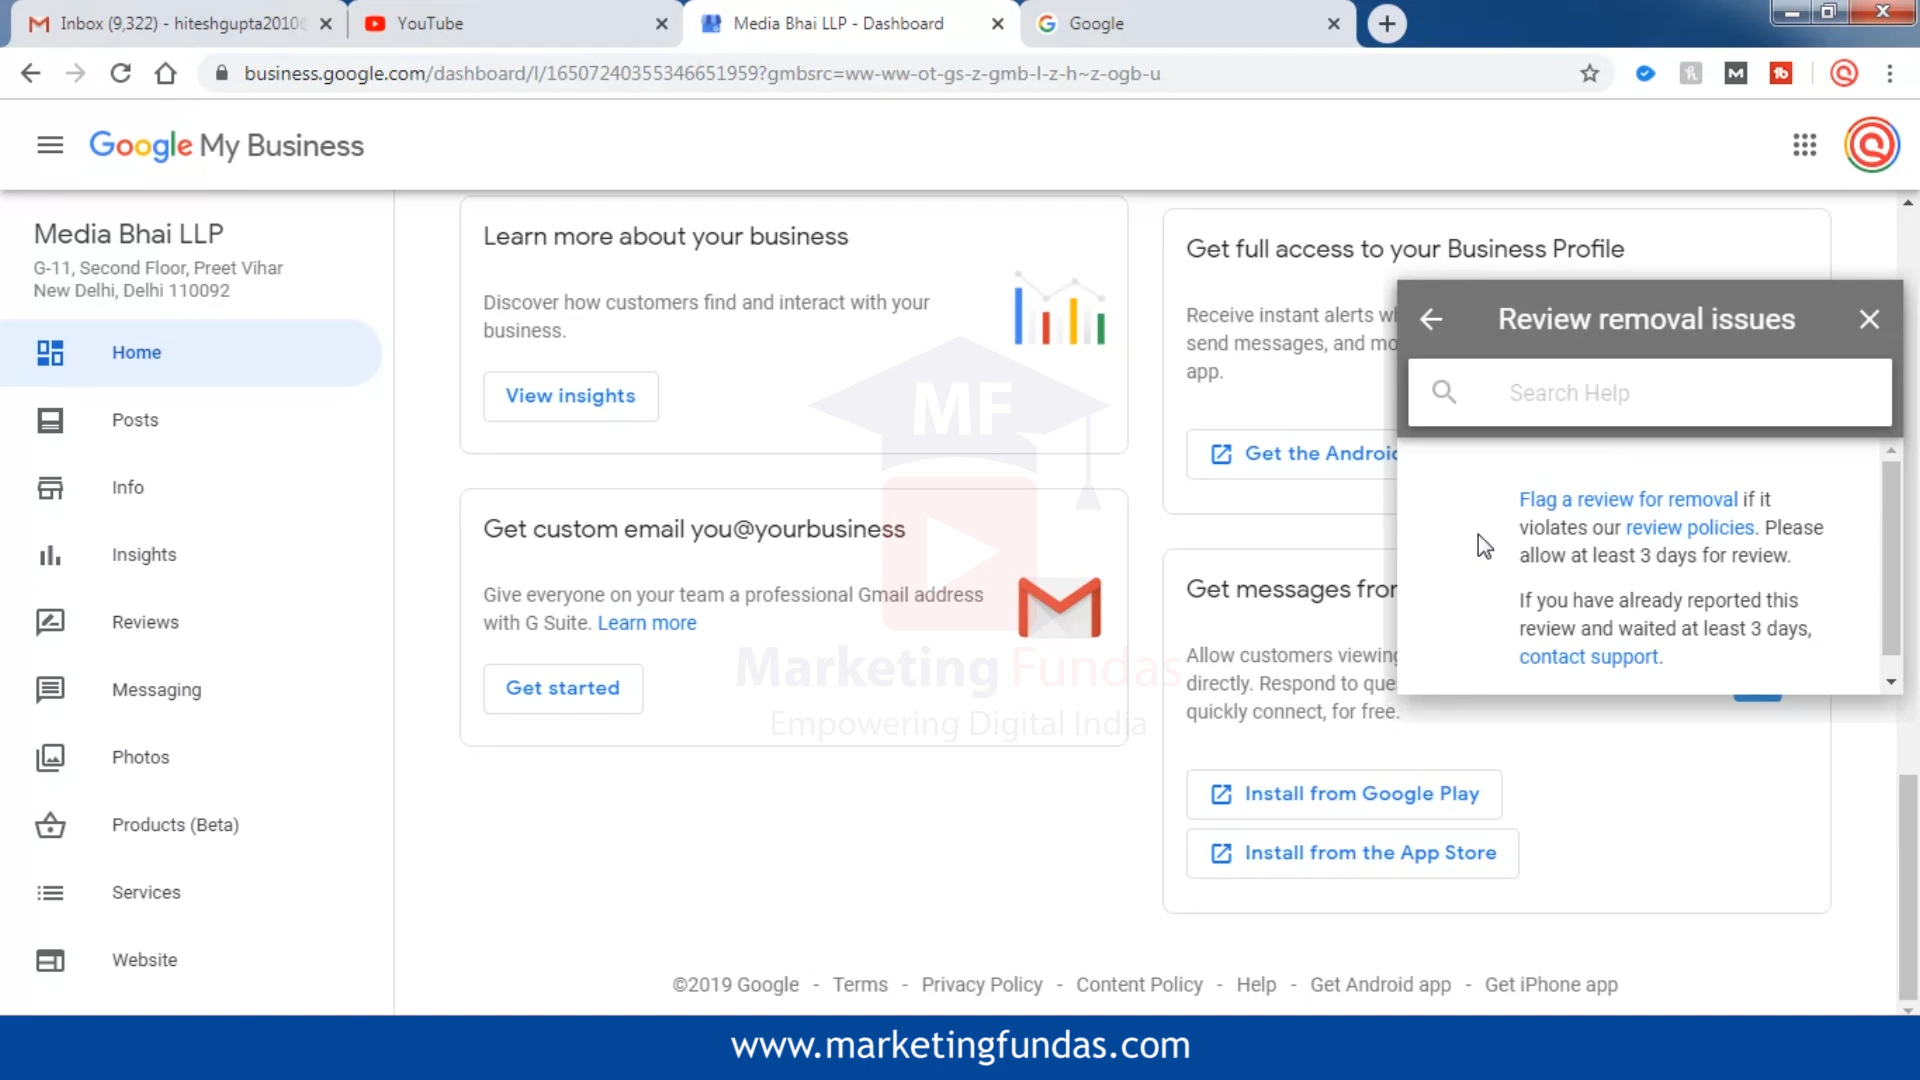 Inbox (9,322) - hiteshgupta2010
YouTube
Media Bhai LLP - Dashboard
Google
business.google.com/dashboard/l/16507240355346651959?gmbsrc=ww-ww-ot-gs-z-gmb-l-z-h~z-ogb-u
Google My Business
Media Bhai LLP
G-11, Second Floor, Preet Vihar
New Delhi, Delhi 110092
Home
Posts
Info
Insights
Reviews
Messaging
Photos
Products (Beta)
Services
Website
Learn more about your business
Discover how customers find and interact with your
business.
View insights
Get custom email you@yourbusiness
Give everyone on your team a professional Gmail address
with G Suite. Learn more
Get started
Get full access to your Business Profile
Receive instant alerts
send messages, and
app.
Get the
Get messages
Allow customers
directly. Respond to
quickly connect, for free.
Install from Google Play
Install from the App Store
Review removal issues
Search Help
Flag a review for removal if it
violates our review policies. Please
allow at least 3 days for review.
If you have already reported this
review and waited at least 3 days,
contact support.
MF
Marketing Fundas
Empowering Digital India
©2019 Google - Terms - Privacy Policy - Content Policy - Help - Get Android app - Get iPhone app
www.marketingfundas.com